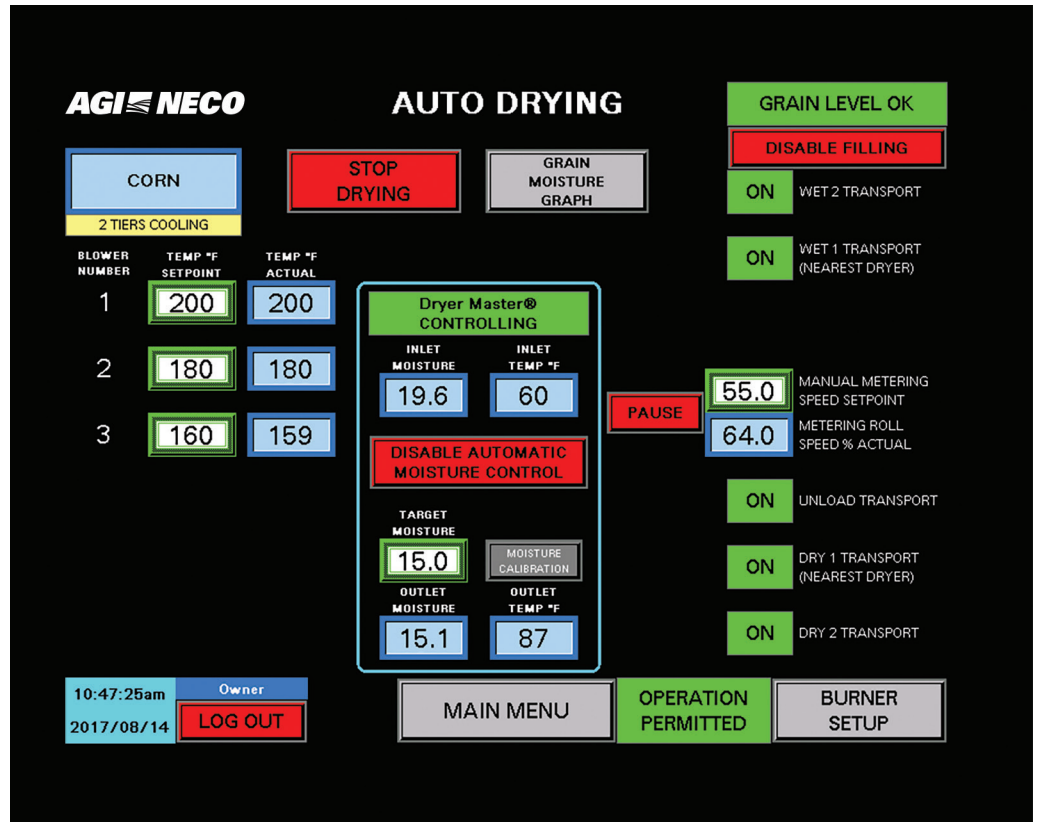 AGI NECO
AUTO DRYING
GRAIN LEVEL OK
DISABLE FILLING
CORN
2 TIERS COOLING
STOP
DRYING
GRAIN
MOISTURE
GRAPH
ON
WET 2 TRANSPORT
ON
WET 1 TRANSPORT
(NEAREST DRYER)
BLOWER
NUMBER
TEMP °F
SETPOINT
TEMP °F
ACTUAL
1 200 200
2 180 180
3 160 159
Dryer Master®
CONTROLLING
INLET
MOISTURE
INLET
TEMP °F
19.6 60
DISABLE AUTOMATIC
MOISTURE CONTROL
TARGET
MOISTURE
15.0
MOISTURE
CALIBRATION
OUTLET
MOISTURE
OUTLET
TEMP °F
15.1 87
PAUSE
55.0
MANUAL METERING
SPEED SETPOINT
64.0
METERING ROLL
SPEED % ACTUAL
ON
UNLOAD TRANSPORT
ON
DRY 1 TRANSPORT
(NEAREST DRYER)
ON
DRY 2 TRANSPORT
10:47:25am
2017/08/14
Owner
LOG OUT
MAIN MENU
OPERATION
PERMITTED
BURNER
SETUP